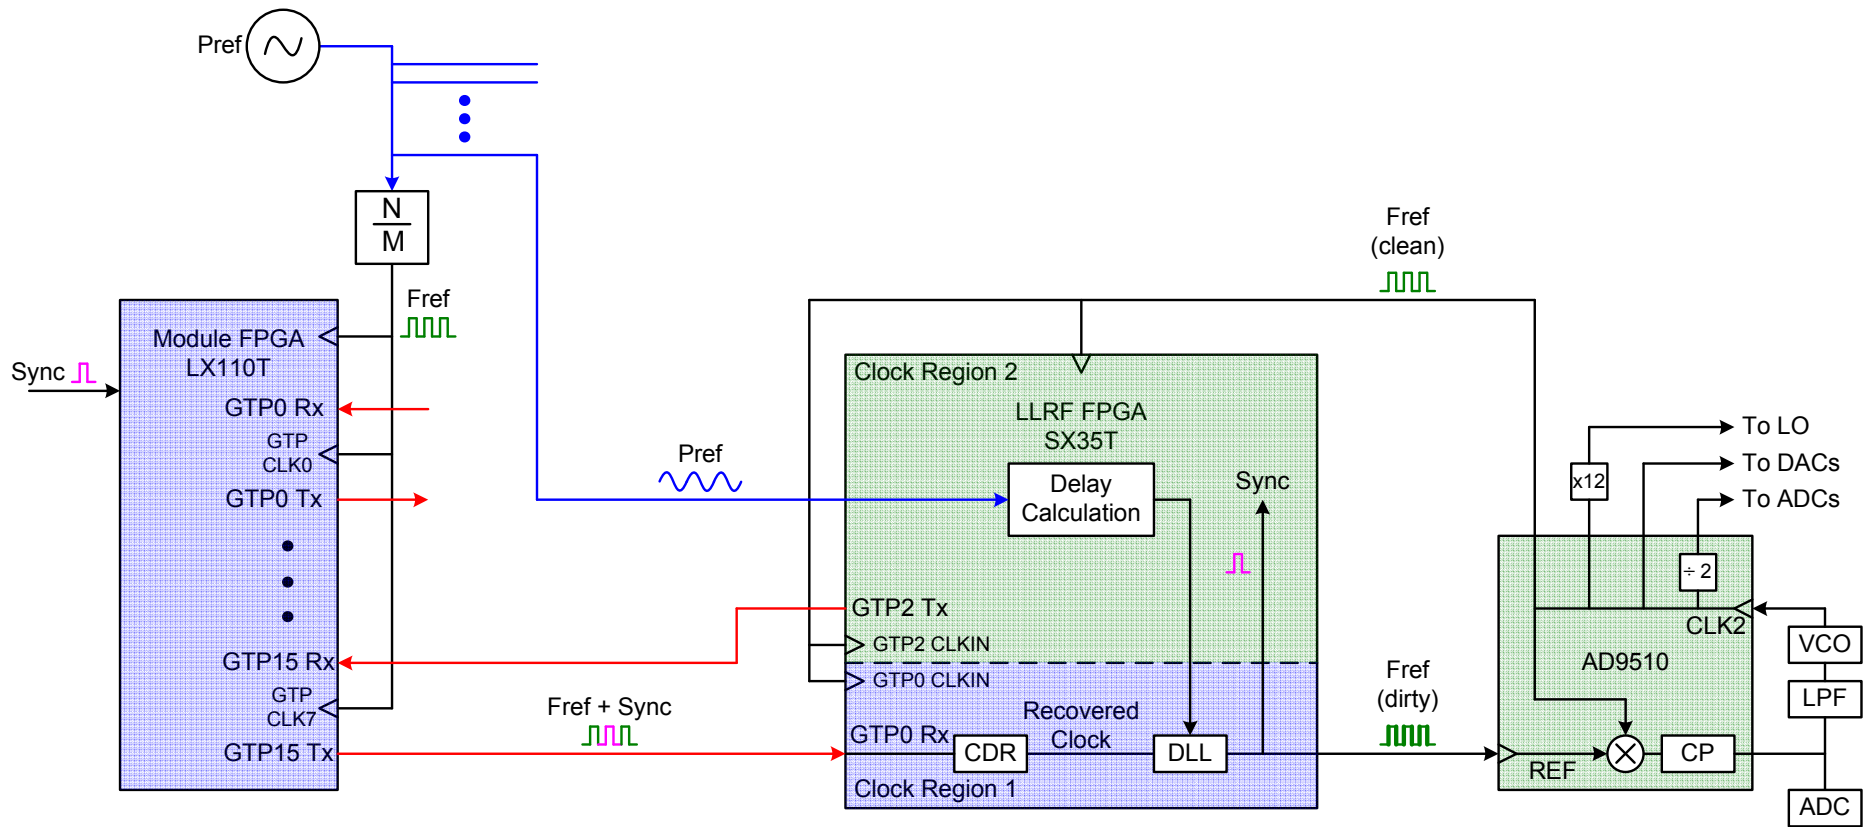 Pref
N
M
Fref
Module FPGA
LX110T
Sync
GTP0 Rx
GTP
CLK0
GTP0 Tx
GTP15 Rx
GTP
CLK7
GTP15 Tx
Pref
Fref + Sync
Fref
(clean)
Clock Region 2
LLRF FPGA
SX35T
Delay
Calculation
Sync
GTP2 Tx
GTP2 CLKIN
GTP0 CLKIN
GTP0 Rx
Recovered
Clock
CDR
DLL
Clock Region 1
Fref
(dirty)
To LO
To DACs
To ADCs
x12
÷ 2
CLK2
AD9510
REF
CP
VCO
LPF
ADC